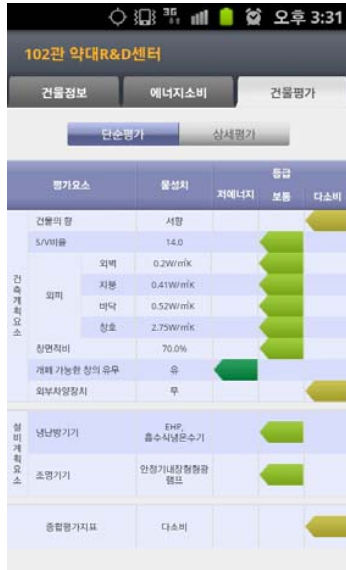 3G
오후 3:31
102관 약대R&D센터
건물정보 에너지소비 건물평가
단순평가 상세평가
평가요소 물성치 등급
저에너지 보통 다소비
건축계획요소
건물의 향 서향
S/V비율 14.0
외피
외벽 0.2W/㎡K
지붕 0.41W/㎡K
바닥 0.52W/㎡K
창호 2.75W/㎡K
창면적비 70.0%
개폐 가능한 창의 유무 유
외부차양장치 무
설비계획요소
냉난방기기 EHP,
흡수식냉온수기
조명기기 안정기내장형형광
램프
종합평가지표 다소비